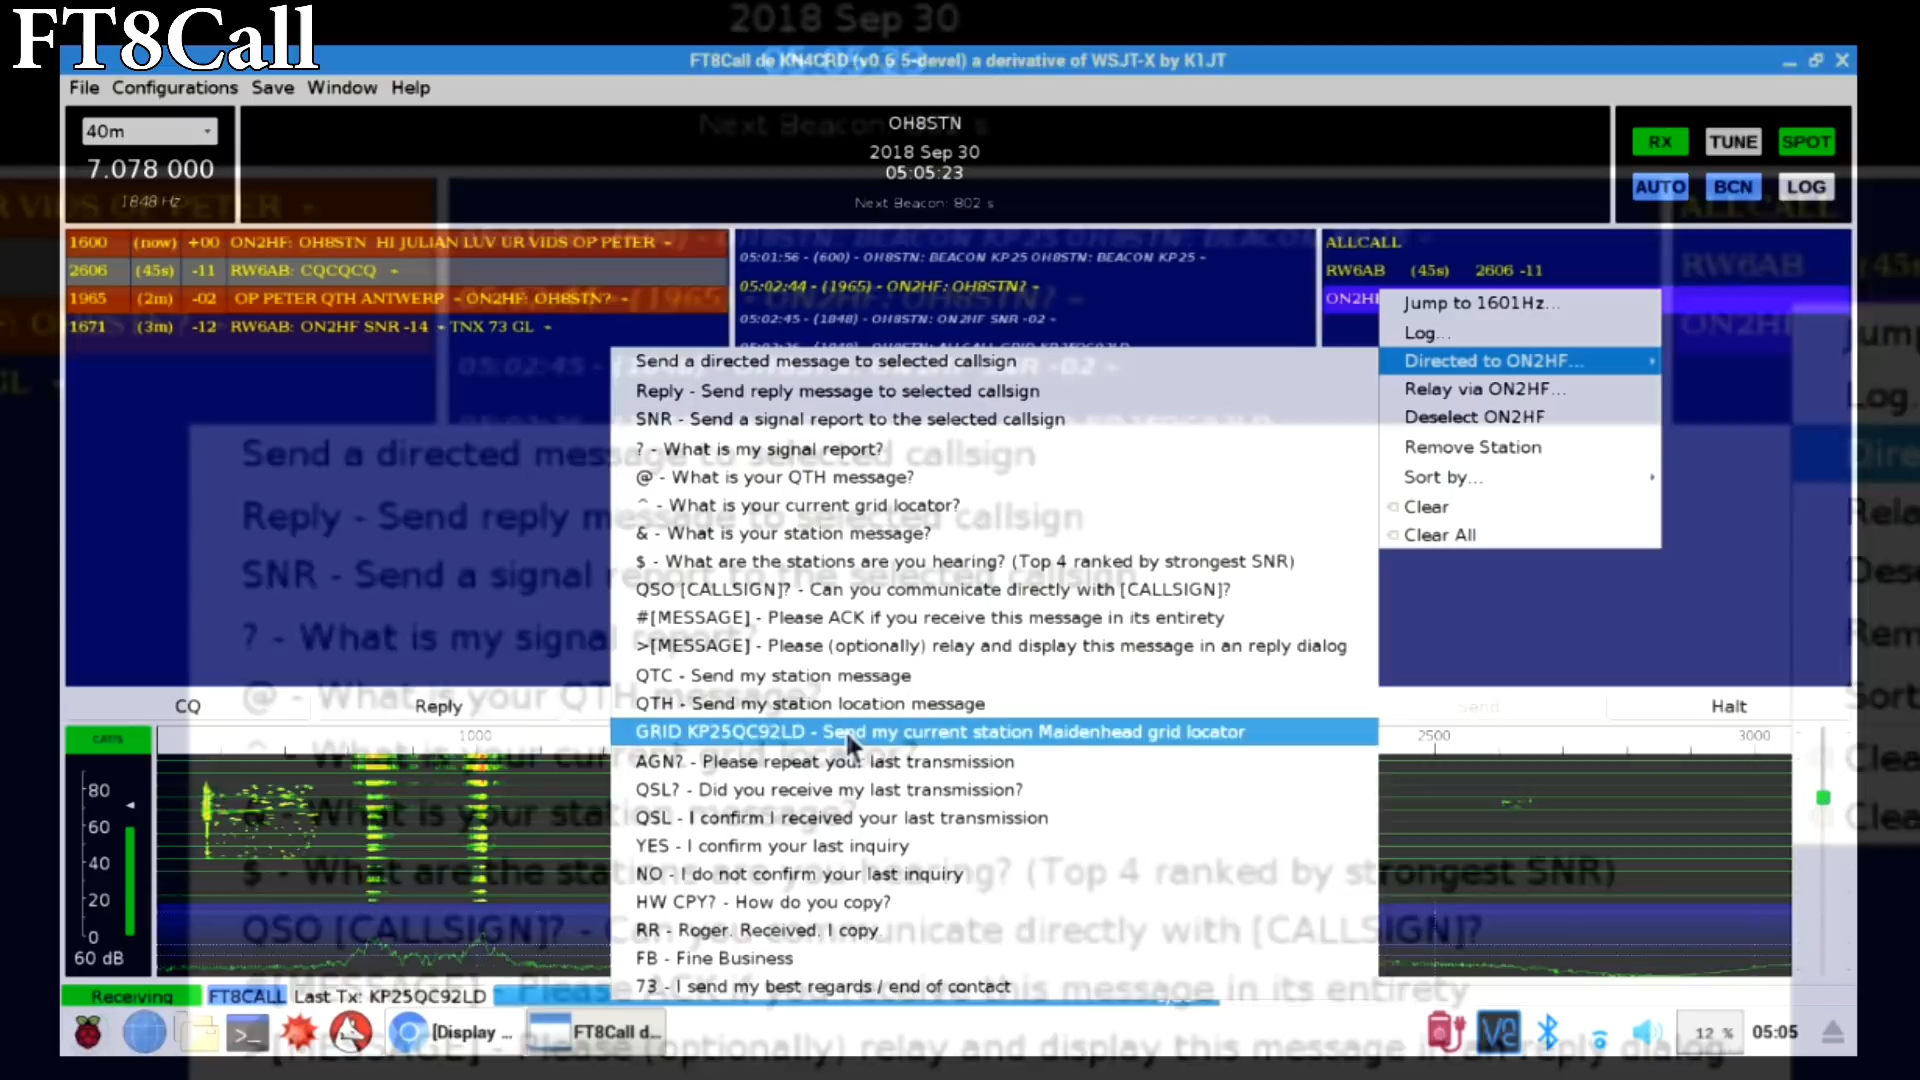 FT8Call
2018 Sep 30
FT8Call de KN4CRD (v0.6.5-devel) a derivative of WSJT-X by K1JT
File Configurations Save Window Help
40m
7.078 000
1848 Hz
OH8STN
2018 Sep 30
05:05:23
Next Beacon: 802 s
RX TUNE SPOT
AUTO BCN LOG
1600 (now) +00 ON2HF: OH8STN HI JULIAN LUV UR VIDS OP PETER
2606 (45s) -11 RW6AB: CQCQCQ
1965 (2m) -02 OP PETER QTH ANTWERP - ON2HF: OH8STN?
1671 (3m) -12 RW6AB: ON2HF SNR -14 - TNX 73 GL
05:01:56 - (600) - OH8STN: BEACON KP25 OH8STN: BEACON KP25 -
05:02:44 - (1965) - ON2HF: OH8STN? -
05:02:45 - (1848) - OH8STN: ON2HF SNR -02 -
ALLCALL
RW6AB (45s) 2606 -11
ON2HF
Jump to 1601Hz...
Log...
Directed to ON2HF...
Relay via ON2HF...
Deselect ON2HF
Remove Station
Sort by...
Clear
Clear All
Send a directed message to selected callsign
Reply - Send reply message to selected callsign
SNR - Send a signal report to the selected callsign
? - What is my signal report?
@ - What is your QTH message?
^ - What is your current grid locator?
& - What is your station message?
$ - What are the stations are you hearing? (Top 4 ranked by strongest SNR)
QSO [CALLSIGN]? - Can you communicate directly with [CALLSIGN]?
#[MESSAGE] - Please ACK if you receive this message in its entirety
>[MESSAGE] - Please (optionally) relay and display this message in an reply dialog
QTC - Send my station message
QTH - Send my station location message
GRID KP25QC92LD - Send my current station Maidenhead grid locator
AGN? - Please repeat your last transmission
QSL? - Did you receive my last transmission?
QSL - I confirm I received your last transmission
YES - I confirm your last inquiry
NO - I do not confirm your last inquiry
HW CPY? - How do you copy?
RR - Roger. Received. I copy.
FB - Fine Business
73 - I send my best regards / end of contact
CQ Reply Send Halt
1000 2500 3000
80
60
40
20
0
60 dB
Receiving FT8CALL Last Tx: KP25QC92LD
[Display ... FT8Call d...
12 % 05:05